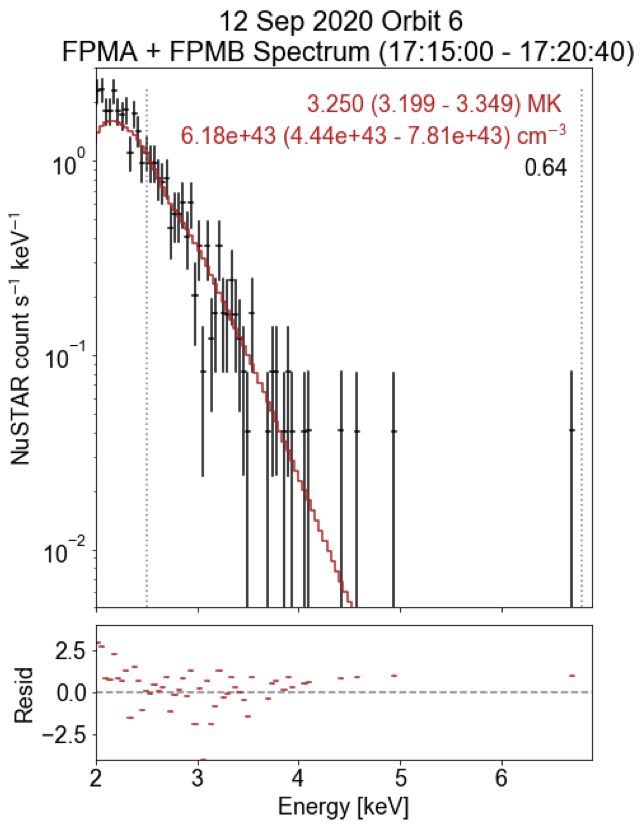 12 Sep 2020 Orbit 6
FPMA + FPMB Spectrum (17:15:00 - 17:20:40)
3.250 (3.199 - 3.349) MK
6.18e+43 (4.44e+43 - 7.81e+43) cm⁻³
0.64
NuSTAR count s⁻¹ keV⁻¹
10⁰
10⁻¹
10⁻²
Resid
2.5
0.0
−2.5
2 3 4 5 6
Energy [keV]